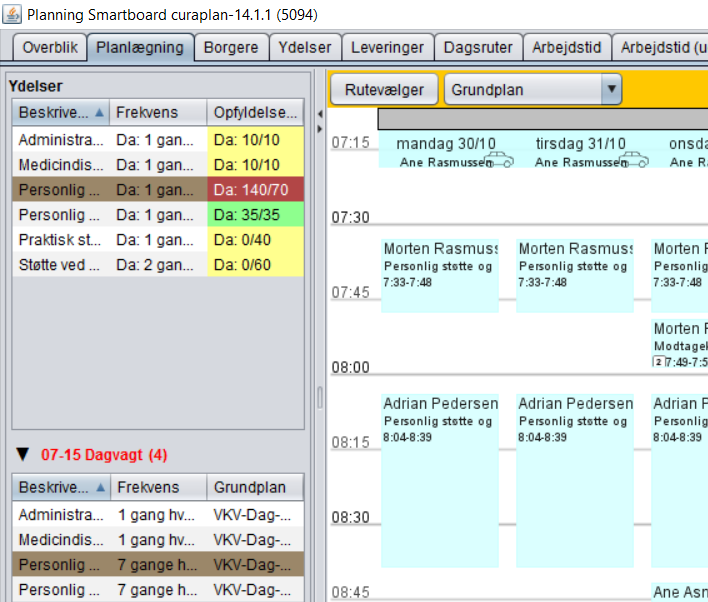 Planning Smartboard curaplan-14.1.1 (5094)
Overblik Planlægning Borgere Ydelser Leveringer Dagsruter Arbejdstid Arbejdstid (u
Ydelser
Beskrive... Frekvens Opfyldelse...
Administra... Da: 1 gan... Da: 10/10
Medicindis... Da: 1 gan... Da: 10/10
Personlig ... Da: 1 gan... Da: 140/70
Personlig ... Da: 1 gan... Da: 35/35
Praktisk st... Da: 1 gan... Da: 0/40
Støtte ved ... Da: 2 gan... Da: 0/60
07-15 Dagvagt (4)
Beskrive... Frekvens Grundplan
Administra... 1 gang hv... VKV-Dag-...
Medicindis... 1 gang hv... VKV-Dag-...
Personlig ... 7 gange h... VKV-Dag-...
Personlig ... 7 gange h... VKV-Dag-...
Rutevælger Grundplan
07:15 mandag 30/10 tirsdag 31/10 onsda
Ane Rasmussen Ane Rasmussen Ane R
07:30
Morten Rasmuss Morten Rasmuss Morten F
Personlig støtte og Personlig støtte og Personlig
7:33-7:48 7:33-7:48 7:33-7:48
07:45
Morten F
Modtagel
2 7:49-7:5
08:00
Adrian Pedersen Adrian Pedersen Adrian P
Personlig støtte og Personlig støtte og Personlig
8:04-8:39 8:04-8:39 8:04-8:39
08:15
08:30
08:45 Ane Asn